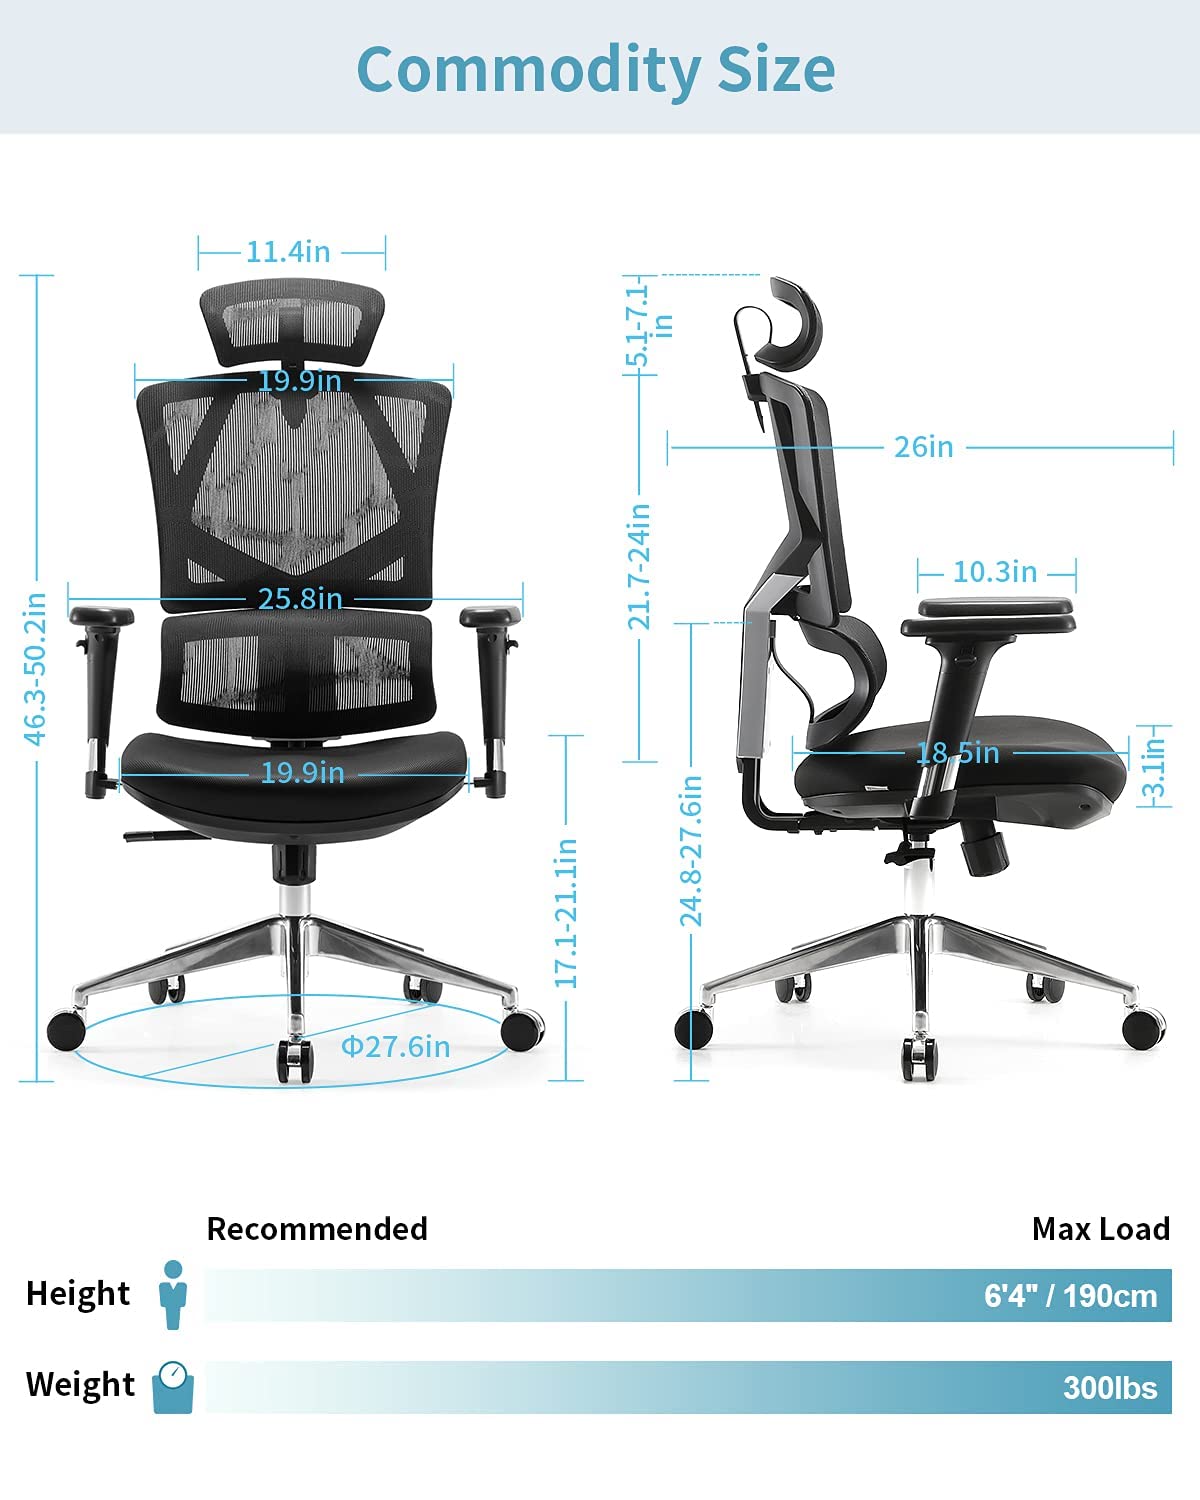 Commodity Size
11.4in
19.9in
25.8in
19.9in
46.3-50.2in
17.1-21.1in
Φ27.6in
5.1-7.1-
in
26in
21.7-24in
10.3in
18.5in
3.1in
24.8-27.6in
Recommended
Max Load
Height
6'4" / 190cm
Weight
300lbs